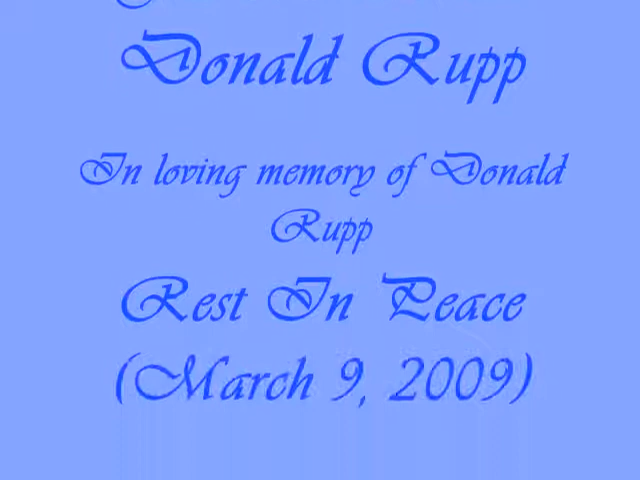 Donald Rupp
In loving memory of Donald
Rupp
Rest In Peace
(March 9, 2009)